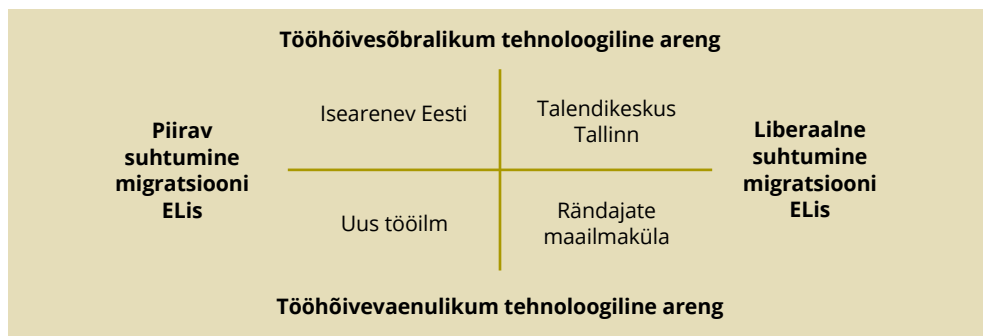 Tööhõivesõbralikum tehnoloogiline areng
Piirav
suhtumine
migratsiooni
ELis
Isearenev Eesti
Talendikeskus
Tallinn
Liberaalne
suhtumine
migratsiooni
ELis
Uus tööilm
Rändajate
maailmaküla
Tööhõivevaenulikum tehnoloogiline areng